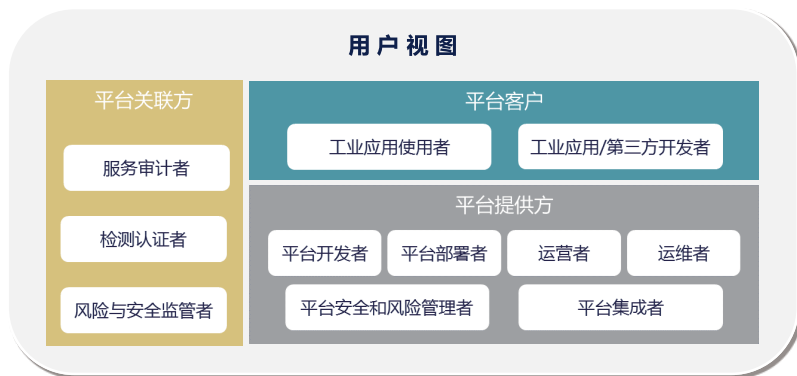 用户视图
平台关联方
服务审计者
检测认证者
风险与安全监管者
平台客户
工业应用使用者
工业应用/第三方开发者
平台提供方
平台开发者
平台部署者
运营者
运维者
平台安全和风险管理者
平台集成者